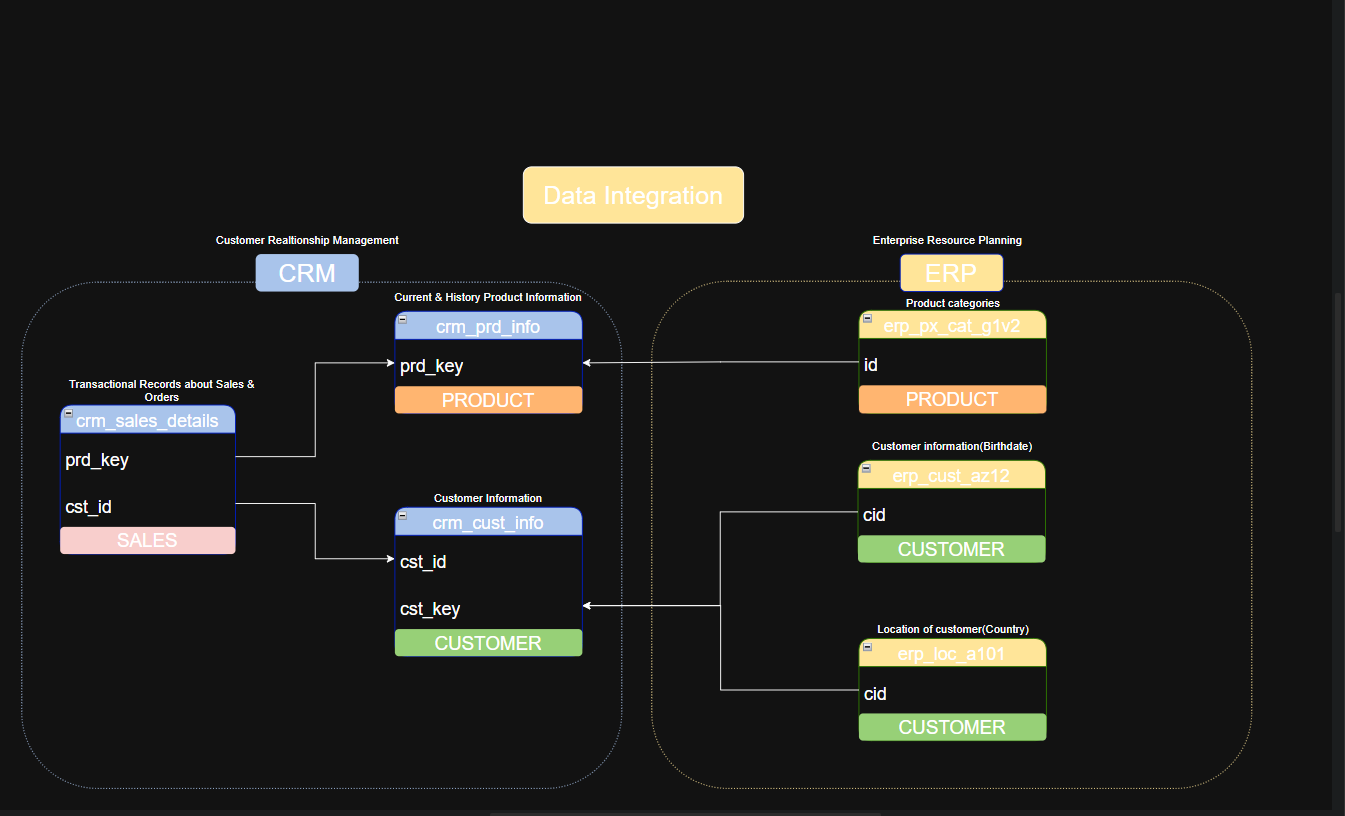 Data Integration
Customer Realtionship Management
CRM
Current & History Product Information
crm_prd_info
prd_key
PRODUCT
Transactional Records about Sales &
Orders
crm_sales_details
prd_key
cst_id
SALES
Customer Information
crm_cust_info
cst_id
cst_key
CUSTOMER
Enterprise Resource Planning
ERP
Product categories
erp_px_cat_g1v2
id
PRODUCT
Customer information(Birthdate)
erp_cust_az12
cid
CUSTOMER
Location of customer(Country)
erp_loc_a101
cid
CUSTOMER